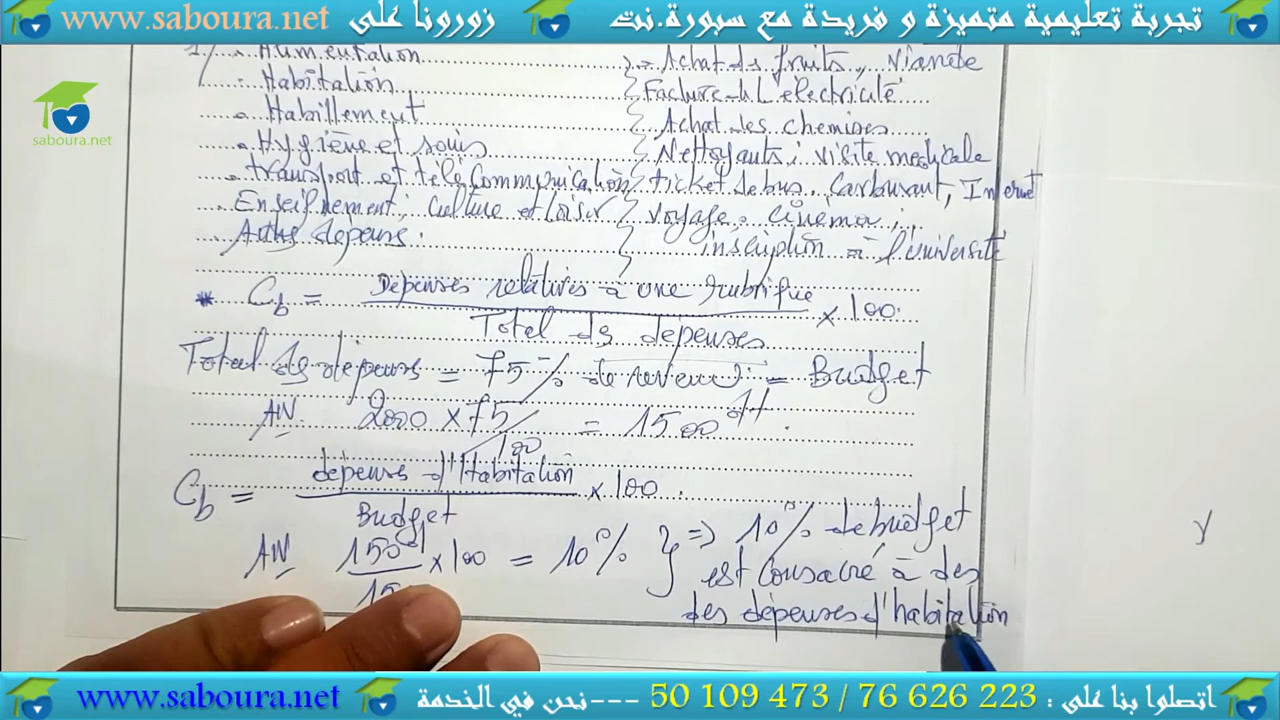 www.saboura.net زورونا على تجربة تعليمية متميزة و فريدة مع سبورة.نت
saboura.net
1/ . Alimentation } . Achat des fruits, viande
. Habitation } Facture d L'électricité
. Habillement } Achat des chemises
. Hygiène et soins } Nettoyants, visite médicale
. transport et télécommunication } ticket de bus, Carburant, Internet
. Enseignement, Culture et loisir } voyage, cinéma,
. Autres dépenses. } inscription à l'université
* Cb = Dépenses relatives à une rubrique × 100
Total des dépenses
Total des dépenses = 75% de revenu = Budget
AN 2000 × 75/100 = 1500 dt.
Cb = dépenses d'Habitation × 100.
Budget
AN 150 dt × 100 = 10% } => 10% de budget
15
est consacré à des
des dépenses d'habitation
www.saboura.net اتصلوا بنا على : 223 626 76 / 473 109 50 ---نحن في الخدمة